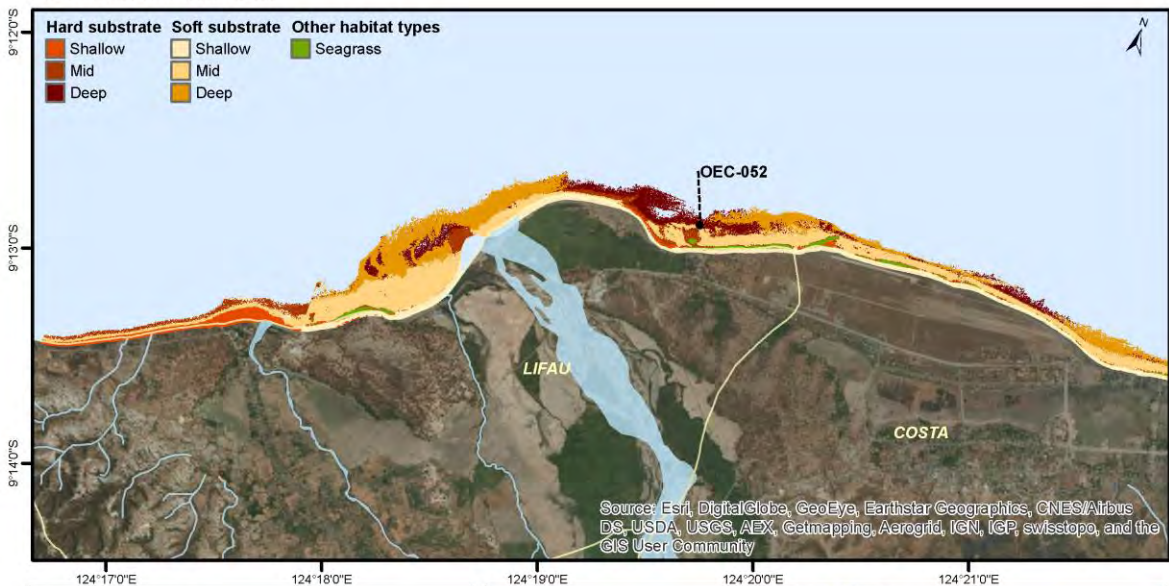 Hard substrate
Shallow
Mid
Deep
Soft substrate
Shallow
Mid
Deep
Other habitat types
Seagrass
N
9°12'0"S
9°13'0"S
9°14'0"S
OEC-052
LIFAU
COSTA
Source: Esri, DigitalGlobe, GeoEye, Earthstar Geographics, CNES/Airbus
DS, USDA, USGS, AEX, Getmapping, Aerogrid, IGN, IGP, swisstopo, and the
GIS User Community
124°17'0"E
124°18'0"E
124°19'0"E
124°20'0"E
124°21'0"E